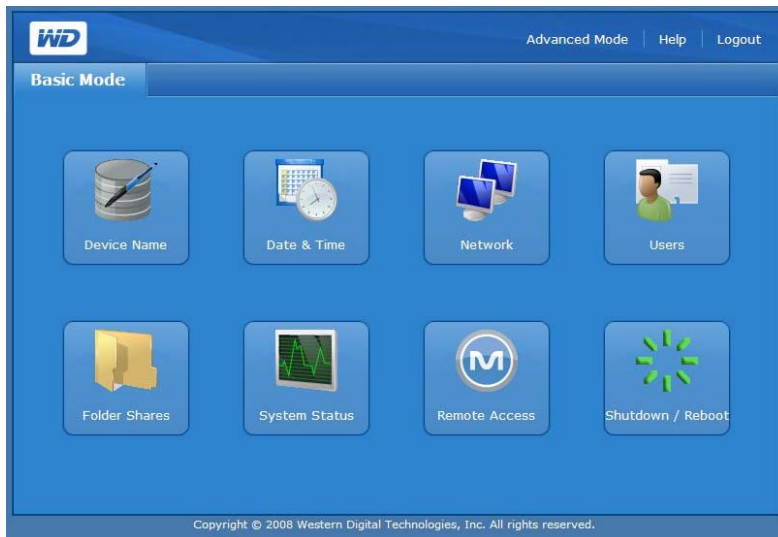 WD
Advanced Mode Help Logout
Basic Mode
Device Name
Date & Time
Network
Users
Folder Shares
System Status
M
Remote Access
Shutdown / Reboot
Copyright © 2008 Western Digital Technologies, Inc. All rights reserved.